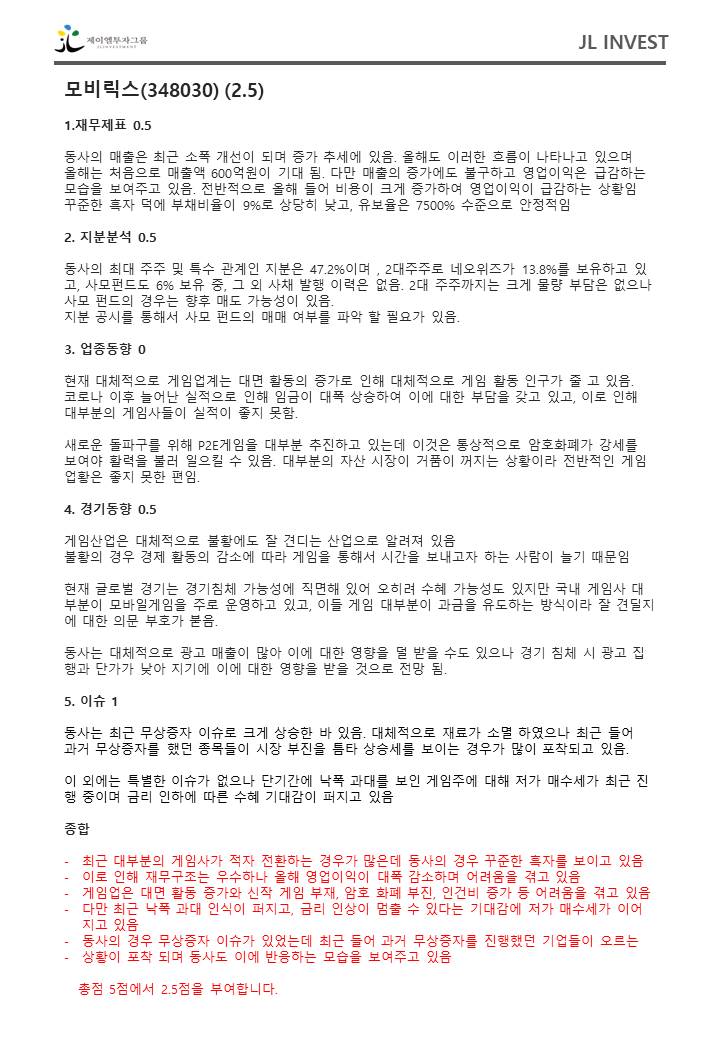 제이엘투자그룹
JL INVESTMENT
JL INVEST
모비릭스(348030) (2.5)
1.재무제표 0.5
동사의 매출은 최근 소폭 개선이 되며 증가 추세에 있음. 올해도 이러한 흐름이 나타나고 있으며
올해는 처음으로 매출액 600억원이 기대 됨. 다만 매출의 증가에도 불구하고 영업이익은 급감하는
모습을 보여주고 있음. 전반적으로 올해 들어 비용이 크게 증가하여 영업이익이 급감하는 상황임
꾸준한 흑자 덕에 부채비율이 9%로 상당히 낮고, 유보율은 7500% 수준으로 안정적임
2. 지분분석 0.5
동사의 최대 주주 및 특수 관계인 지분은 47.2%이며 , 2대주주로 네오위즈가 13.8%를 보유하고 있
고, 사모펀드도 6% 보유 중, 그 외 사채 발행 이력은 없음. 2대 주주까지는 크게 물량 부담은 없으나
사모 펀드의 경우는 향후 매도 가능성이 있음.
지분 공시를 통해서 사모 펀드의 매매 여부를 파악 할 필요가 있음.
3. 업종동향 0
현재 대체적으로 게임업계는 대면 활동의 증가로 인해 대체적으로 게임 활동 인구가 줄 고 있음.
코로나 이후 늘어난 실적으로 인해 임금이 대폭 상승하여 이에 대한 부담을 갖고 있고, 이로 인해
대부분의 게임사들이 실적이 좋지 못함.
새로운 돌파구를 위해 P2E게임을 대부분 추진하고 있는데 이것은 통상적으로 암호화폐가 강세를
보여야 활력을 불러 일으킬 수 있음. 대부분의 자산 시장이 거품이 꺼지는 상황이라 전반적인 게임
업황은 좋지 못한 편임.
4. 경기동향 0.5
게임산업은 대체적으로 불황에도 잘 견디는 산업으로 알려져 있음
불황의 경우 경제 활동의 감소에 따라 게임을 통해서 시간을 보내고자 하는 사람이 늘기 때문임
현재 글로벌 경기는 경기침체 가능성에 직면해 있어 오히려 수혜 가능성도 있지만 국내 게임사 대
부분이 모바일게임을 주로 운영하고 있고, 이들 게임 대부분이 과금을 유도하는 방식이라 잘 견딜지
에 대한 의문 부호가 붙음.
동사는 대체적으로 광고 매출이 많아 이에 대한 영향을 덜 받을 수도 있으나 경기 침체 시 광고 집
행과 단가가 낮아 지기에 이에 대한 영향을 받을 것으로 전망 됨.
5. 이슈 1
동사는 최근 무상증자 이슈로 크게 상승한 바 있음. 대체적으로 재료가 소멸 하였으나 최근 들어
과거 무상증자를 했던 종목들이 시장 부진을 틈타 상승세를 보이는 경우가 많이 포착되고 있음.
이 외에는 특별한 이슈가 없으나 단기간에 낙폭 과대를 보인 게임주에 대해 저가 매수세가 최근 진
행 중이며 금리 인하에 따른 수혜 기대감이 퍼지고 있음
종합
- 최근 대부분의 게임사가 적자 전환하는 경우가 많은데 동사의 경우 꾸준한 흑자를 보이고 있음
- 이로 인해 재무구조는 우수하나 올해 영업이익이 대폭 감소하며 어려움을 겪고 있음
- 게임업은 대면 활동 증가와 신작 게임 부재, 암호 화폐 부진, 인건비 증가 등 어려움을 겪고 있음
- 다만 최근 낙폭 과대 인식이 퍼지고, 금리 인상이 멈출 수 있다는 기대감에 저가 매수세가 이어
지고 있음
- 동사의 경우 무상증자 이슈가 있었는데 최근 들어 과거 무상증자를 진행했던 기업들이 오르는
- 상황이 포착 되며 동사도 이에 반응하는 모습을 보여주고 있음
총점 5점에서 2.5점을 부여합니다.